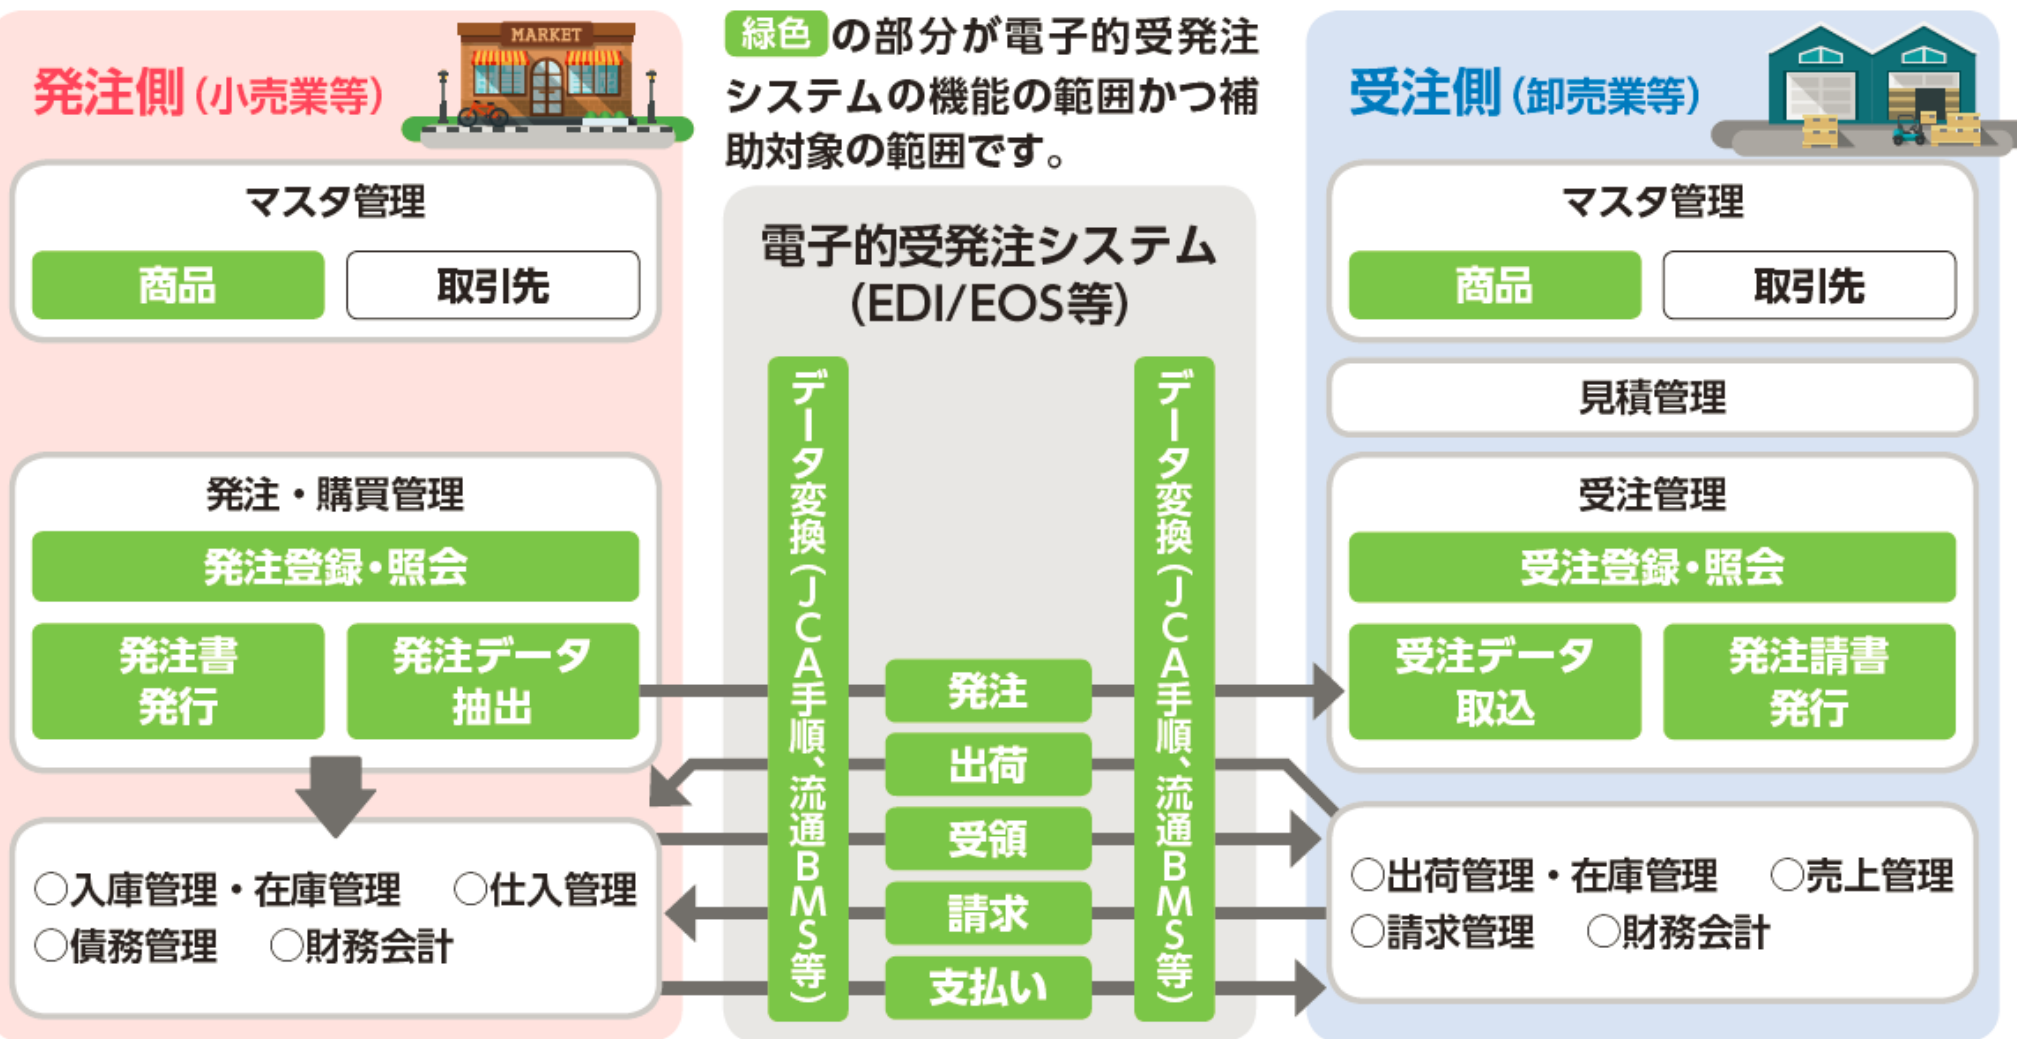 発注側(小売業等)
MARKET
マスタ管理
商品
取引先
発注・購買管理
発注登録・照会
発注書
発行
発注データ
抽出
○入庫管理・在庫管理 ○仕入管理
○債務管理 ○財務会計
緑色の部分が電子的受発注
システムの機能の範囲かつ補
助対象の範囲です。
電子的受発注システム
(EDI/EOS等)
データ変換(JCA手順、流通BMS等)
発注
出荷
受領
請求
支払い
データ変換(JCA手順、流通BMS等)
受注側(卸売業等)
マスタ管理
商品
取引先
見積管理
受注管理
受注登録・照会
受注データ
取込
発注請書
発行
○出荷管理・在庫管理 ○売上管理
○請求管理 ○財務会計